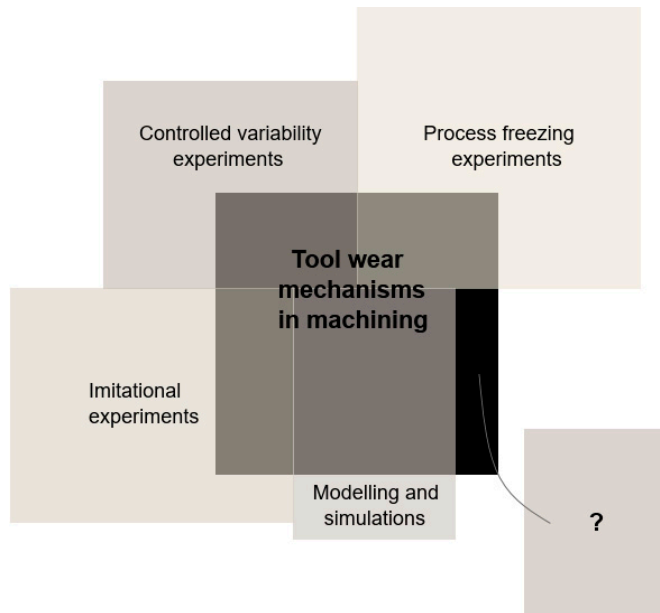 Controlled variability
experiments
Process freezing
experiments
Tool wear
mechanisms
in machining
Imitational
experiments
Modelling and
simulations
?